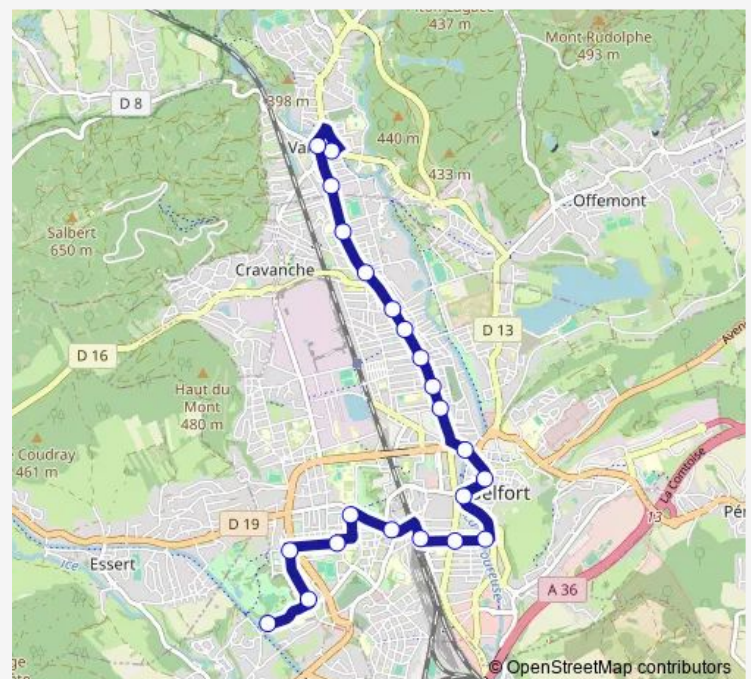 437 m
Mont Rudolphe
493 m
D 8
398 m
440 m
433 m
Offemont
Salbert
650 m
Cravanche
D 13
D 16
Haut du
Mont
480 m
Coudray
461 m
La Comtoise
Belfort
13
D 19
Essert
A 36
© OpenStreetMap contributors